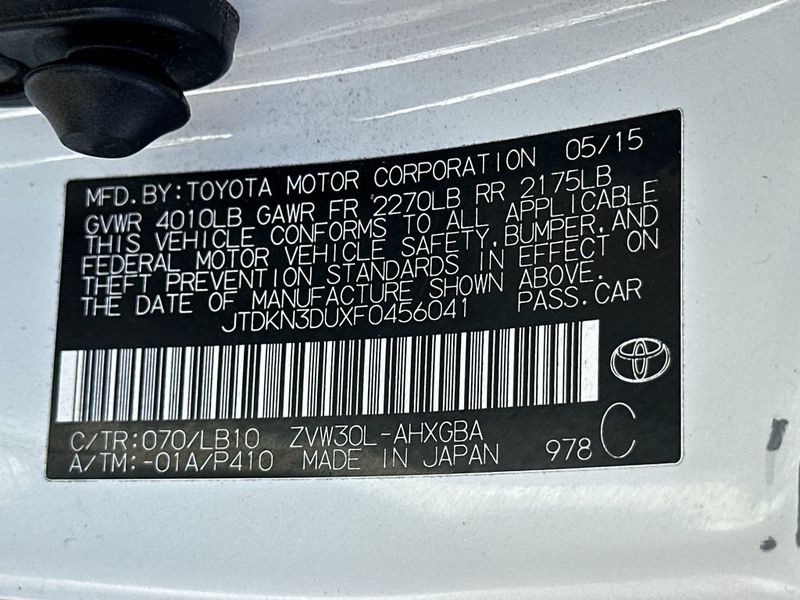 MFD. BY: TOYOTA MOTOR CORPORATION 05/15
GVWR 4010LB GAWR FR 2270LB RR 2175LB
THIS VEHICLE CONFORMS TO ALL APPLICABLE
FEDERAL MOTOR VEHICLE SAFETY, BUMPER, AND
THEFT PREVENTION STANDARDS IN EFFECT ON
THE DATE OF MANUFACTURE SHOWN ABOVE.
JTDKN3DUXF0456041 PASS. CAR
C/TR: 070/LB10 ZVW30L-AHXGBA
A/TM: -01A/P410 MADE IN JAPAN 978 C